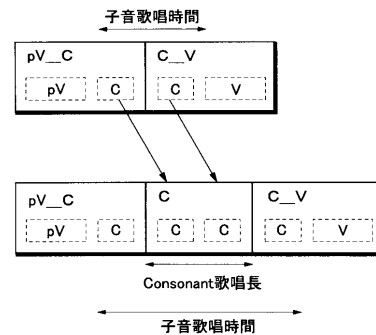 子音歌唱時間
pV__C C__V
pV C C V
pV__C C C__V
pV C C C C V
Consonant歌唱長
子音歌唱時間